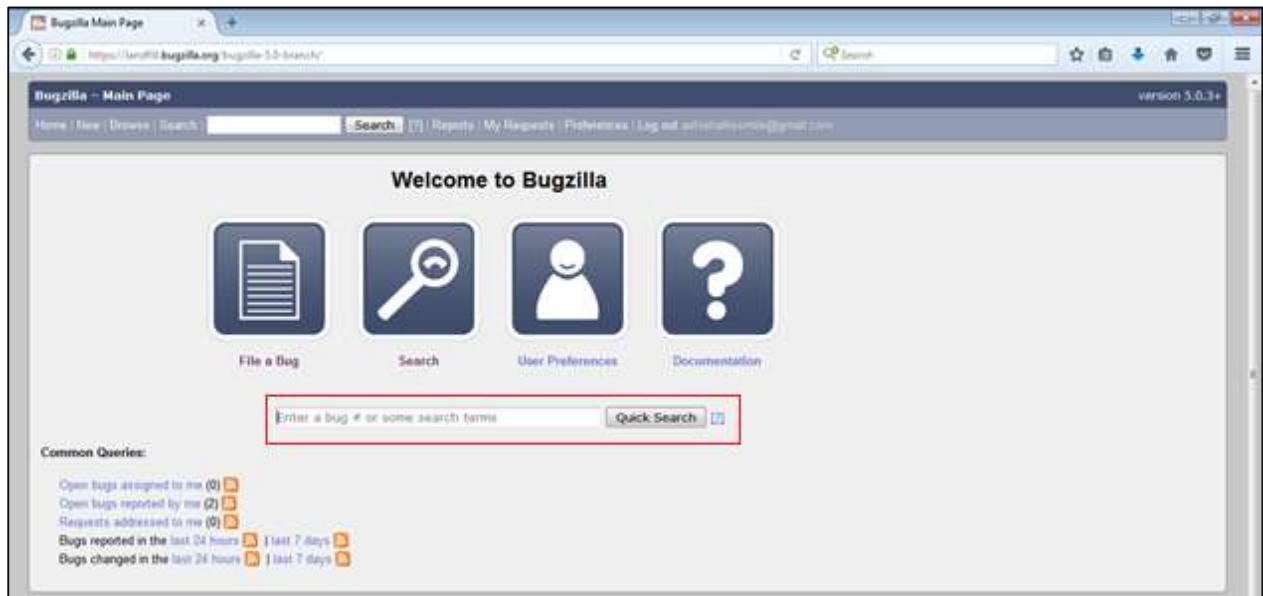 Bugzilla Main Page
https://landfill.bugzilla.org/bugzilla-5.0-branch/
Search
Bugzilla – Main Page version 5.0.3+
Home | New | Browse | Search | Search [?] | Reports | My Requests | Preferences | Log out
Welcome to Bugzilla
File a Bug Search User Preferences Documentation
Enter a bug # or some search terms Quick Search [?]
Common Queries:
Open bugs assigned to me (0)
Open bugs reported by me (2)
Requests addressed to me (0)
Bugs reported in the last 24 hours | last 7 days
Bugs changed in the last 24 hours | last 7 days